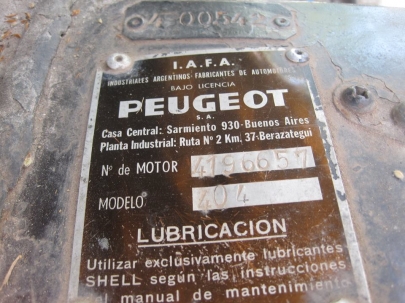 I.A.F.A.
INDUSTRIALES ARGENTINOS-FABRICANTES DE AUTOMOVILES
BAJO LICENCIA
PEUGEOT
S.A.
Casa Central: Sarmiento 930-Buenos Aires
Planta Industrial: Ruta Nº 2 Km. 37-Berazategui
Nº de MOTOR 4196657
MODELO 404
LUBRICACION
Utilizar exclusivamente lubricantes
SHELL según las instrucciones
al manual de mantenimiento